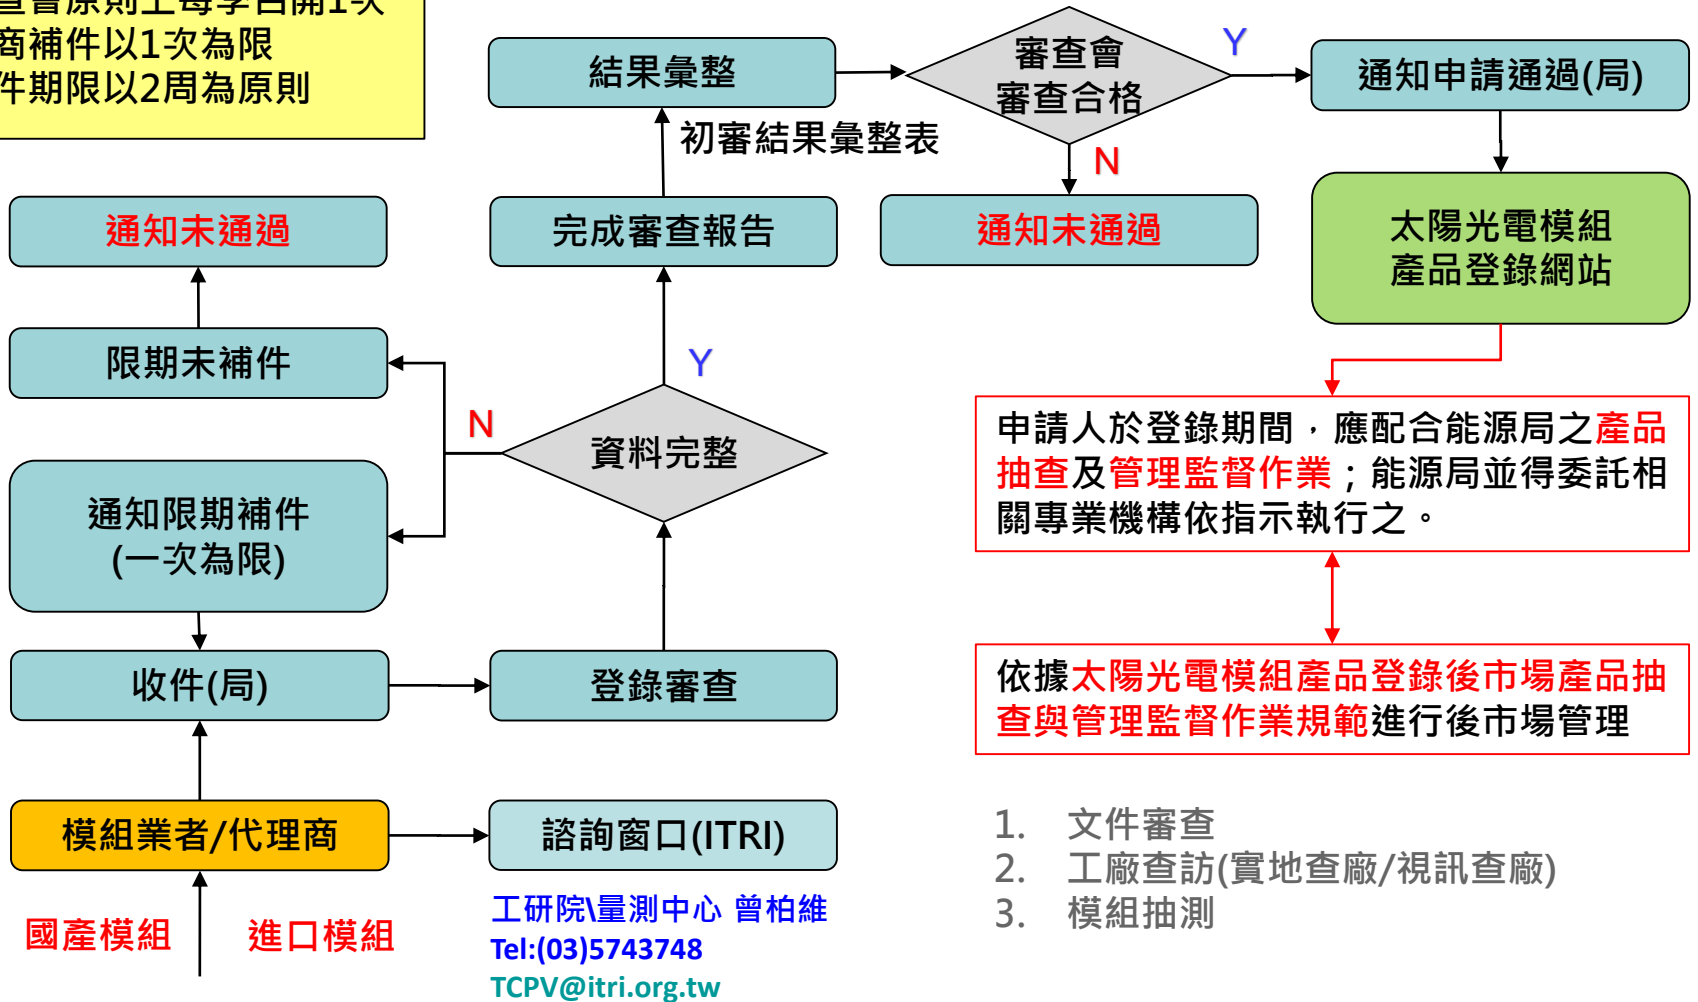 查會原則上每季召開1次
商補件以1次為限
件期限以2周為原則
結果彙整
審查會
審查合格
Y
通知申請通過(局)
初審結果彙整表
N
通知未通過
完成審查報告
通知未通過
太陽光電模組
產品登錄網站
限期未補件
Y
N
資料完整
申請人於登錄期間，應配合能源局之產品
抽查及管理監督作業；能源局並得委託相
關專業機構依指示執行之。
通知限期補件
(一次為限)
收件(局)
登錄審查
依據太陽光電模組產品登錄後市場產品抽
查與管理監督作業規範進行後市場管理
模組業者/代理商
諮詢窗口(ITRI)
1. 文件審查
2. 工廠查訪(實地查廠/視訊查廠)
3. 模組抽測
國產模組
進口模組
工研院\量測中心 曾柏維
Tel:(03)5743748
TCPV@itri.org.tw